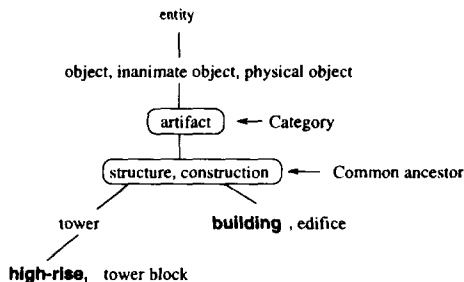 entity
object, inanimate object, physical object
artifact
Category
structure, construction
Common ancestor
tower
building , edifice
high-rise, tower block